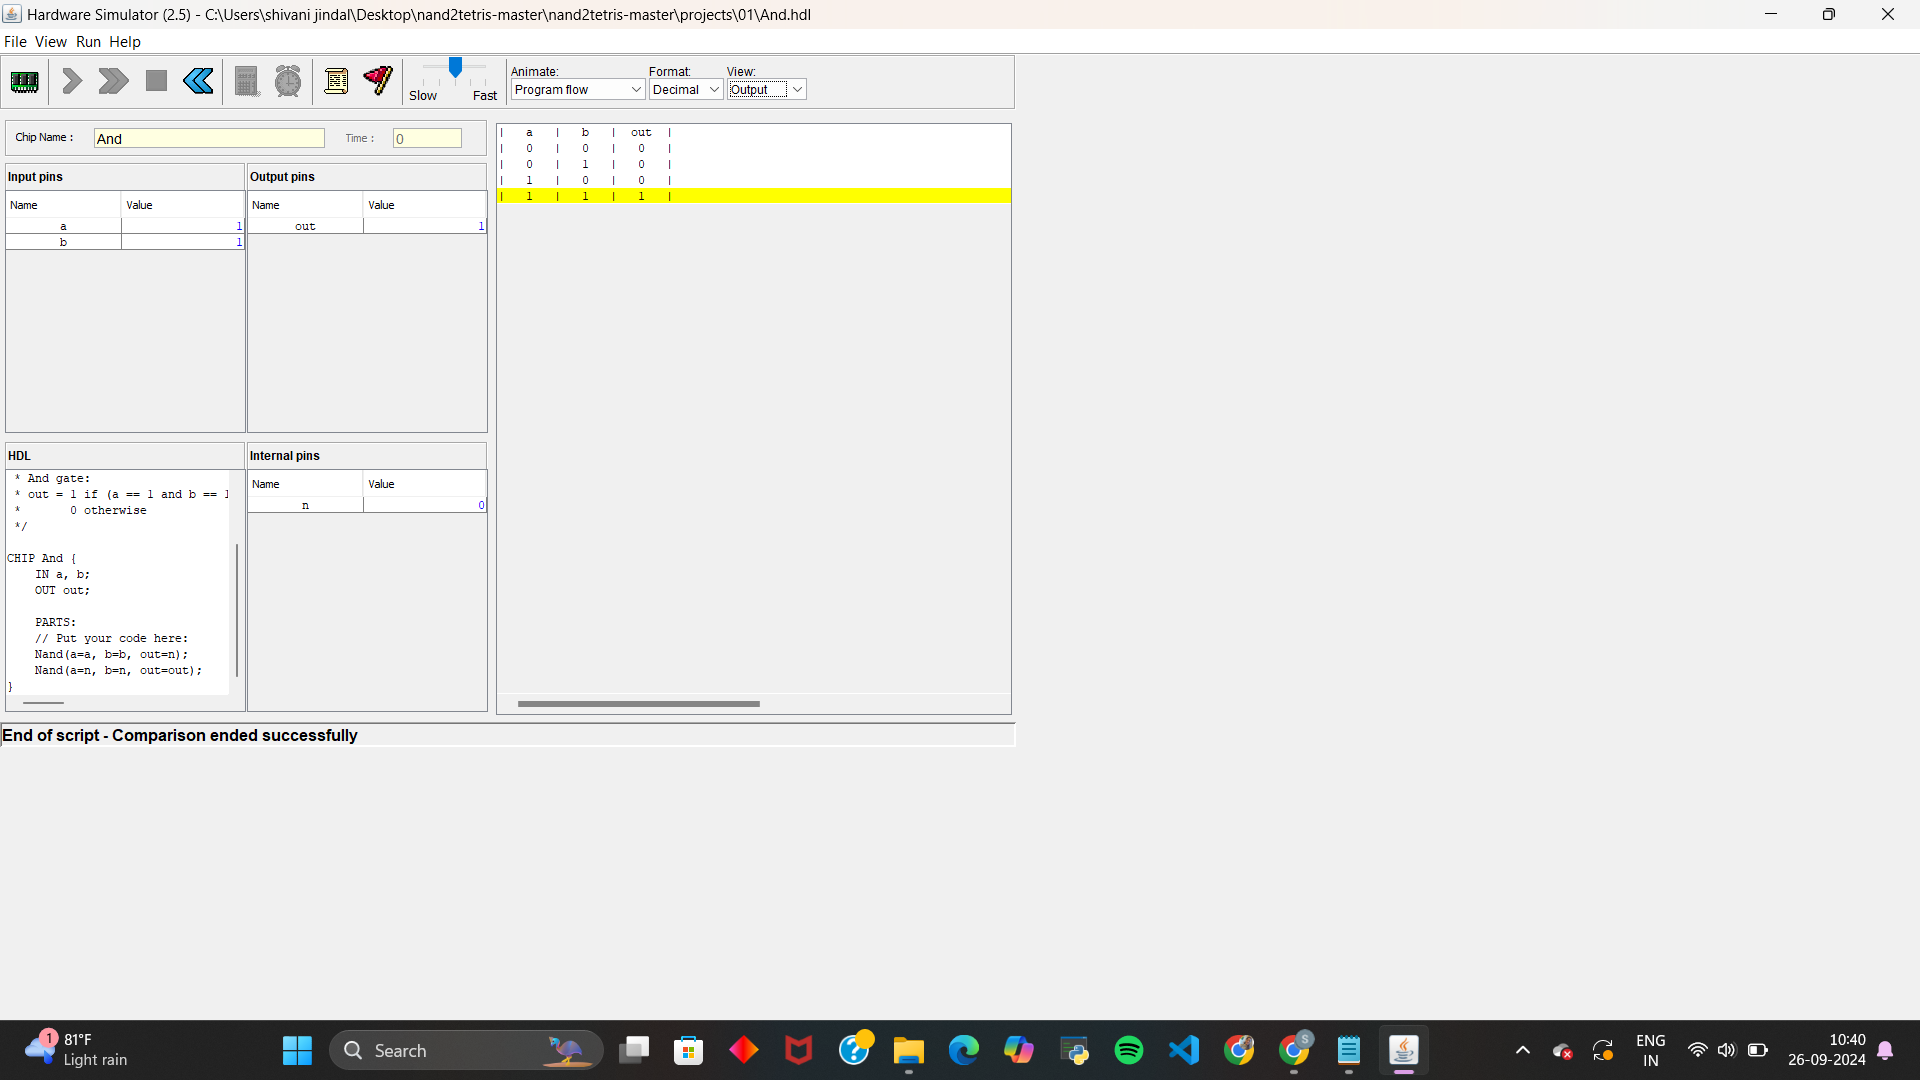 Hardware Simulator (2.5) - C:\Users\shivani jindal\Desktop\nand2tetris-master\nand2tetris-master\projects\01\And.hdl
File View Run Help
Animate: Format: View:
Program flow Decimal Output
Slow Fast
Chip Name : And Time : 0
Input pins Output pins
Name Value Name Value
a 1 out 1
b 1
| a | b | out |
| 0 | 0 | 0 |
| 0 | 1 | 0 |
| 1 | 0 | 0 |
| 1 | 1 | 1 |
HDL Internal pins
Name Value
n 0
* And gate:
* out = 1 if (a == 1 and b == 1
* 0 otherwise
*/
CHIP And {
IN a, b;
OUT out;
PARTS:
// Put your code here:
Nand(a=a, b=b, out=n);
Nand(a=n, b=n, out=out);
}
End of script - Comparison ended successfully
1 81°F
Light rain
Search
S
ENG
IN
10:40
26-09-2024